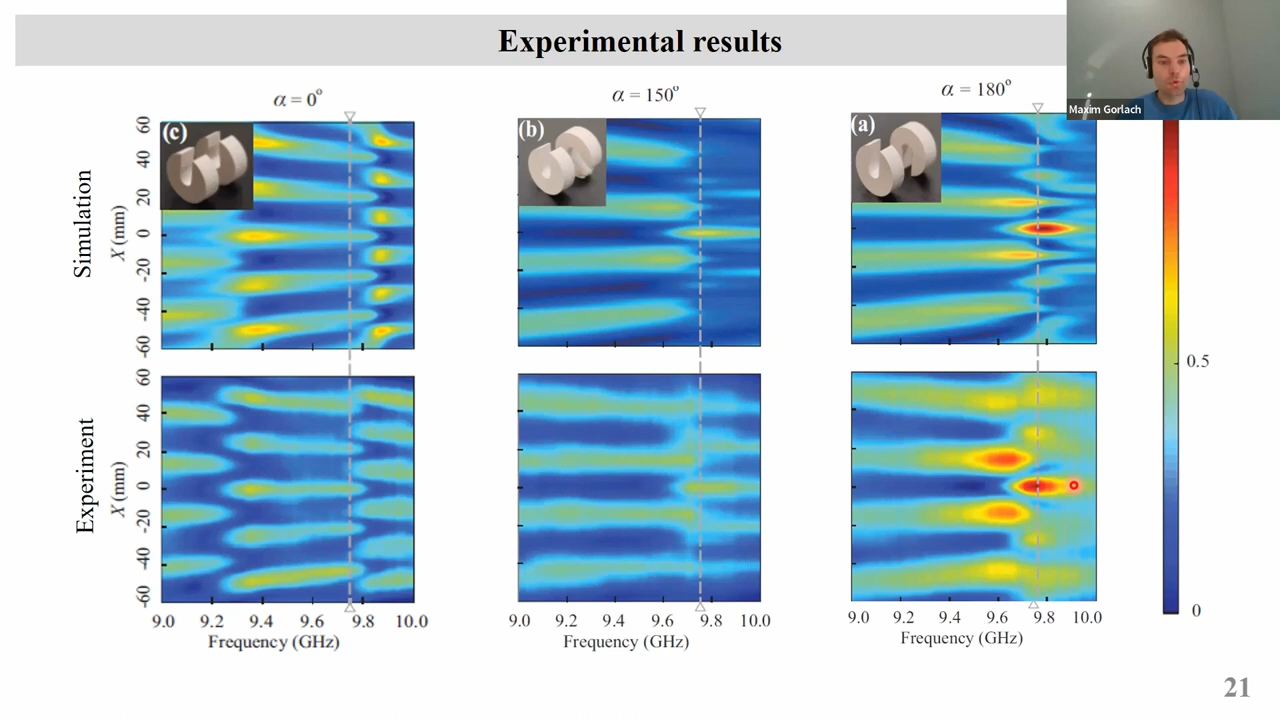 Experimental results
Maxim Gorlach
α = 0°
α = 150°
α = 180°
Simulation
X (mm)
60
40
20
0
-20
-40
-60
(c)
(b)
(a)
Experiment
X (mm)
60
40
20
0
-20
-40
-60
9.0 9.2 9.4 9.6 9.8 10.0
Frequency (GHz)
9.0 9.2 9.4 9.6 9.8 10.0
Frequency (GHz)
9.0 9.2 9.4 9.6 9.8 10.0
Frequency (GHz)
0.5
0
21